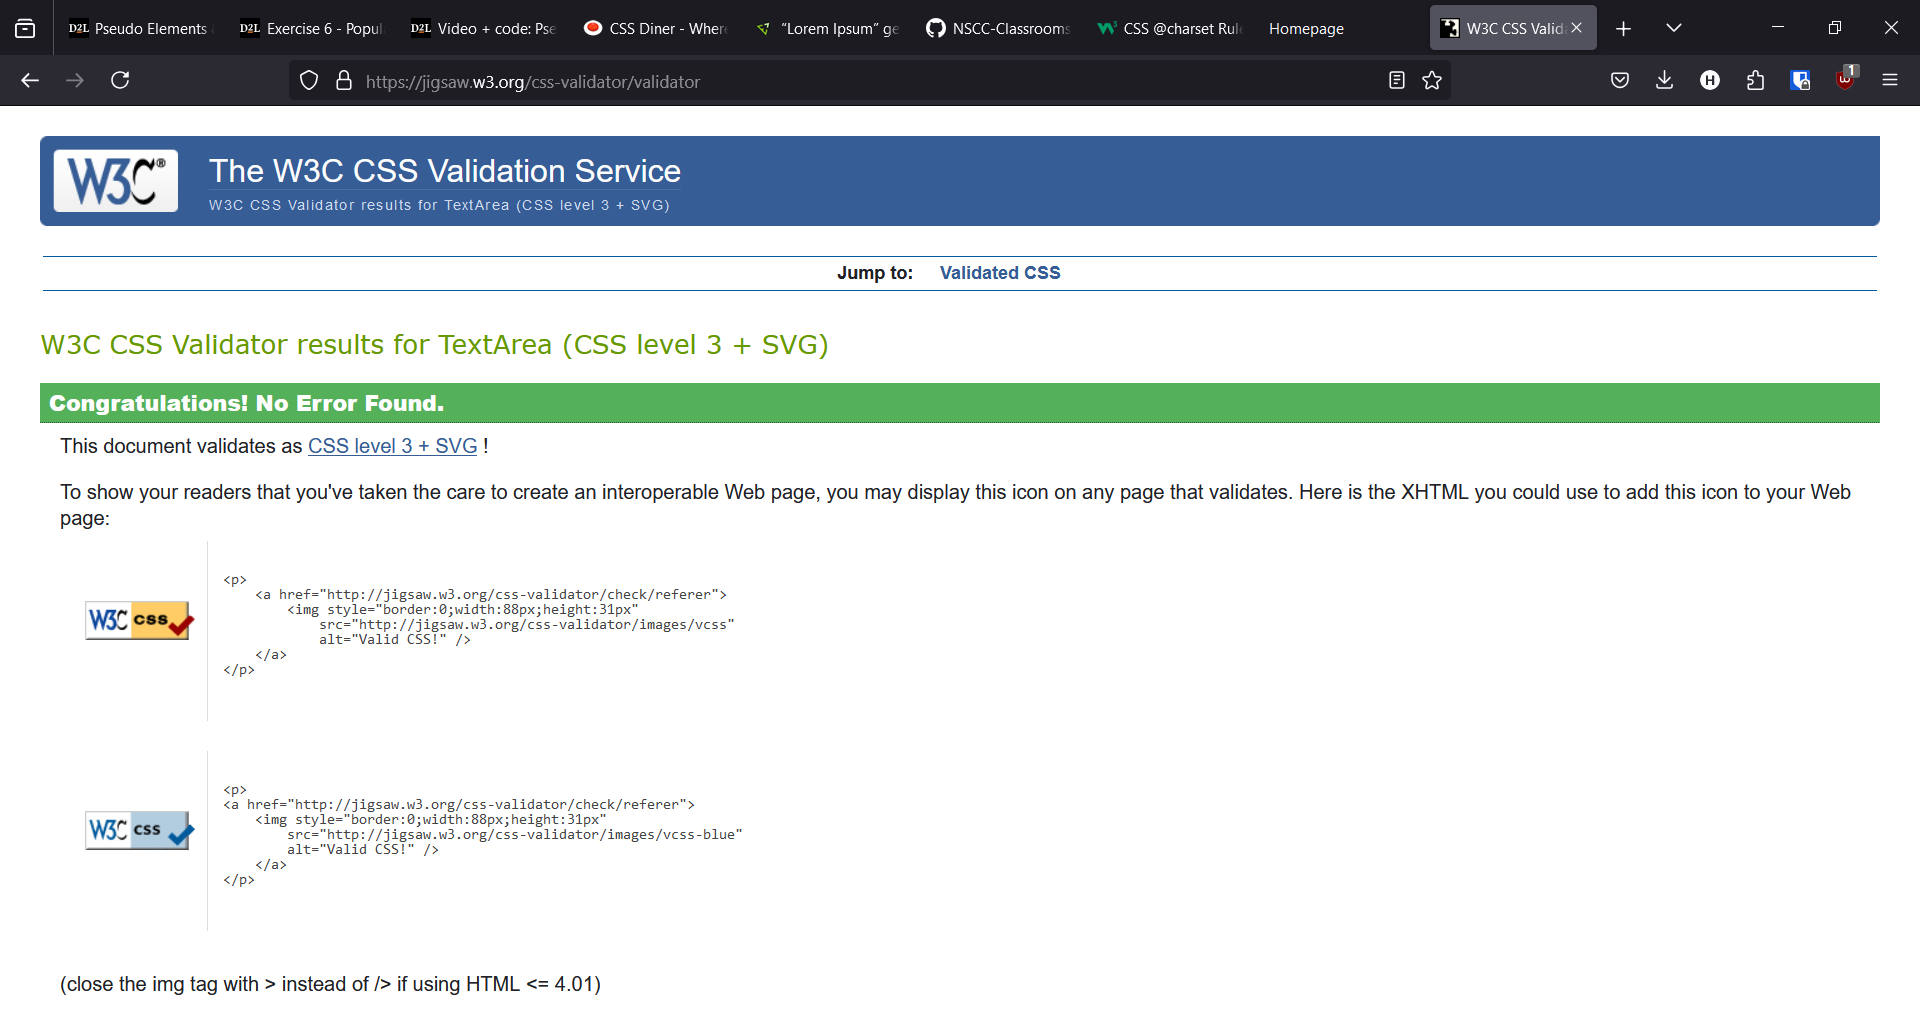 D2L Pseudo Elements
D2L Exercise 6 - Popul
D2L Video + code: Pse
CSS Diner - Where
“Lorem Ipsum” ge
NSCC-Classrooms
CSS @charset Rul
Homepage
W3C CSS Valid
https://jigsaw.w3.org/css-validator/validator
1
W3C®
The W3C CSS Validation Service
W3C CSS Validator results for TextArea (CSS level 3 + SVG)
Jump to: Validated CSS
W3C CSS Validator results for TextArea (CSS level 3 + SVG)
Congratulations! No Error Found.
This document validates as CSS level 3 + SVG !
To show your readers that you've taken the care to create an interoperable Web page, you may display this icon on any page that validates. Here is the XHTML you could use to add this icon to your Web
page:
W3C css
<p>
    <a href="http://jigsaw.w3.org/css-validator/check/referer">
        <img style="border:0;width:88px;height:31px"
            src="http://jigsaw.w3.org/css-validator/images/vcss"
            alt="Valid CSS!" />
    </a>
</p>
W3C css
<p>
<a href="http://jigsaw.w3.org/css-validator/check/referer">
    <img style="border:0;width:88px;height:31px"
        src="http://jigsaw.w3.org/css-validator/images/vcss-blue"
        alt="Valid CSS!" />
    </a>
</p>
(close the img tag with > instead of /> if using HTML <= 4.01)